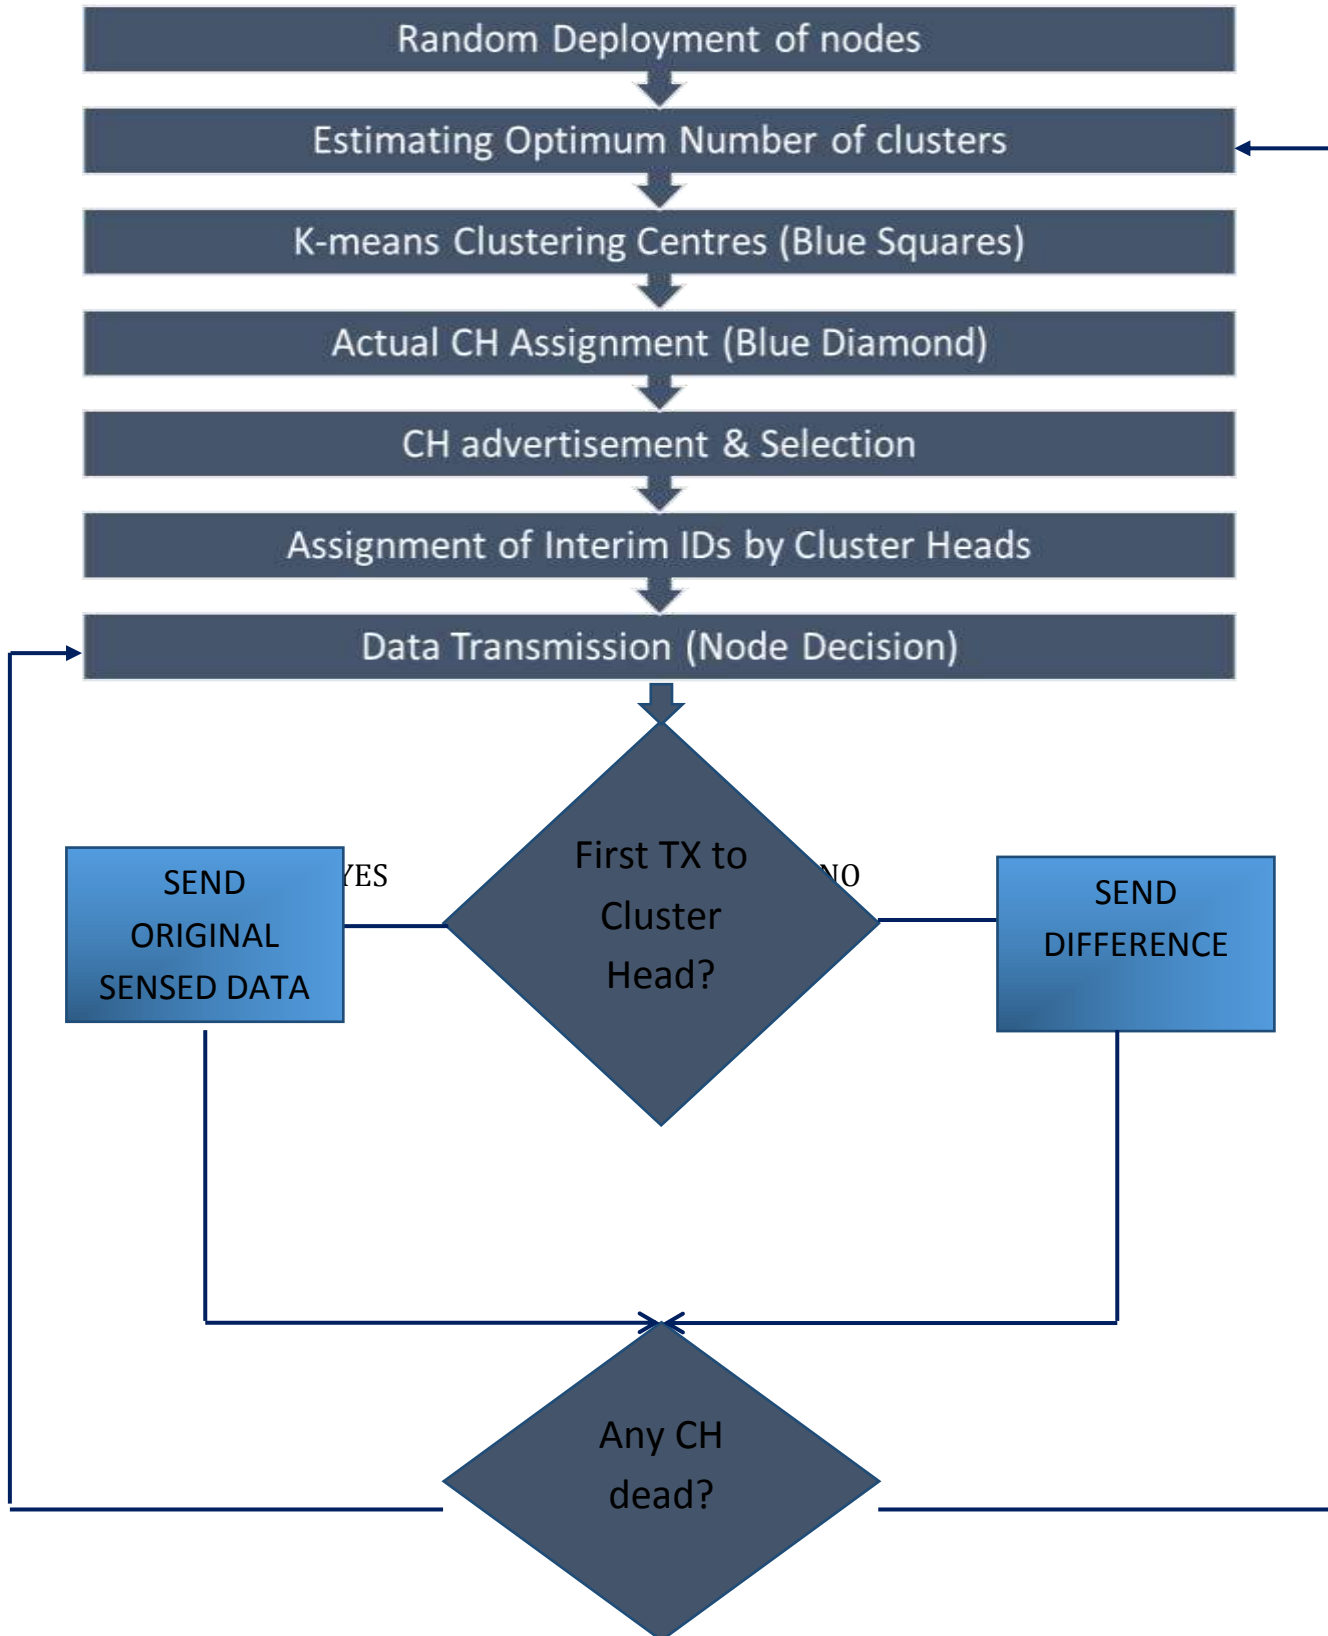 Random Deployment of nodes
Estimating Optimum Number of clusters
K-means Clustering Centres (Blue Squares)
Actual CH Assignment (Blue Diamond)
CH advertisement & Selection
Assignment of Interim IDs by Cluster Heads
Data Transmission (Node Decision)
SEND
ORIGINAL
SENSED DATA
YES
First TX to
Cluster
Head?
NO
SEND
DIFFERENCE
Any CH
dead?